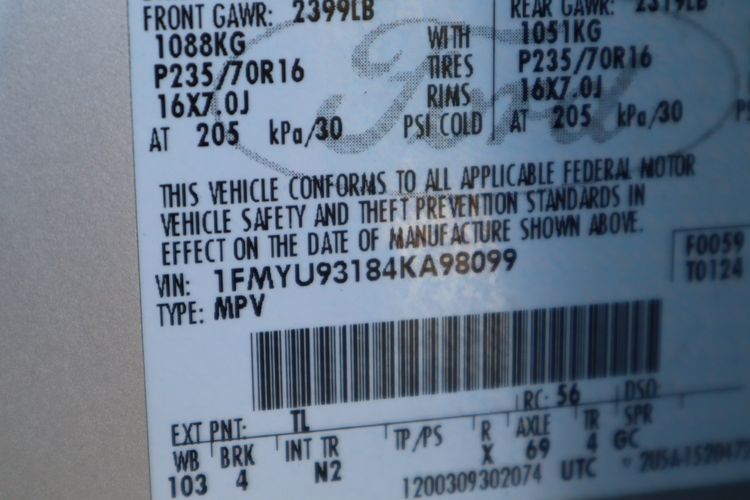 FRONT GAWR: 2399LB
REAR GAWR: 2319LB
1088KG WITH 1051KG
P235/70R16 TIRES P235/70R16
16X7.0J RIMS 16X7.0J
AT 205 kPa/30 PSI COLD AT 205 kPa/30
Ford
THIS VEHICLE CONFORMS TO ALL APPLICABLE FEDERAL MOTOR
VEHICLE SAFETY AND THEFT PREVENTION STANDARDS IN
EFFECT ON THE DATE OF MANUFACTURE SHOWN ABOVE.
F0059
T0124
VIN: 1FMYU93184KA98099
TYPE: MPV
EXT PNT: TL RC: 56 DSO:
WB BRK INT TR TP/PS R AXLE TR SPR
103 4 N2 X 69 4 GC
1200309302074 UTC